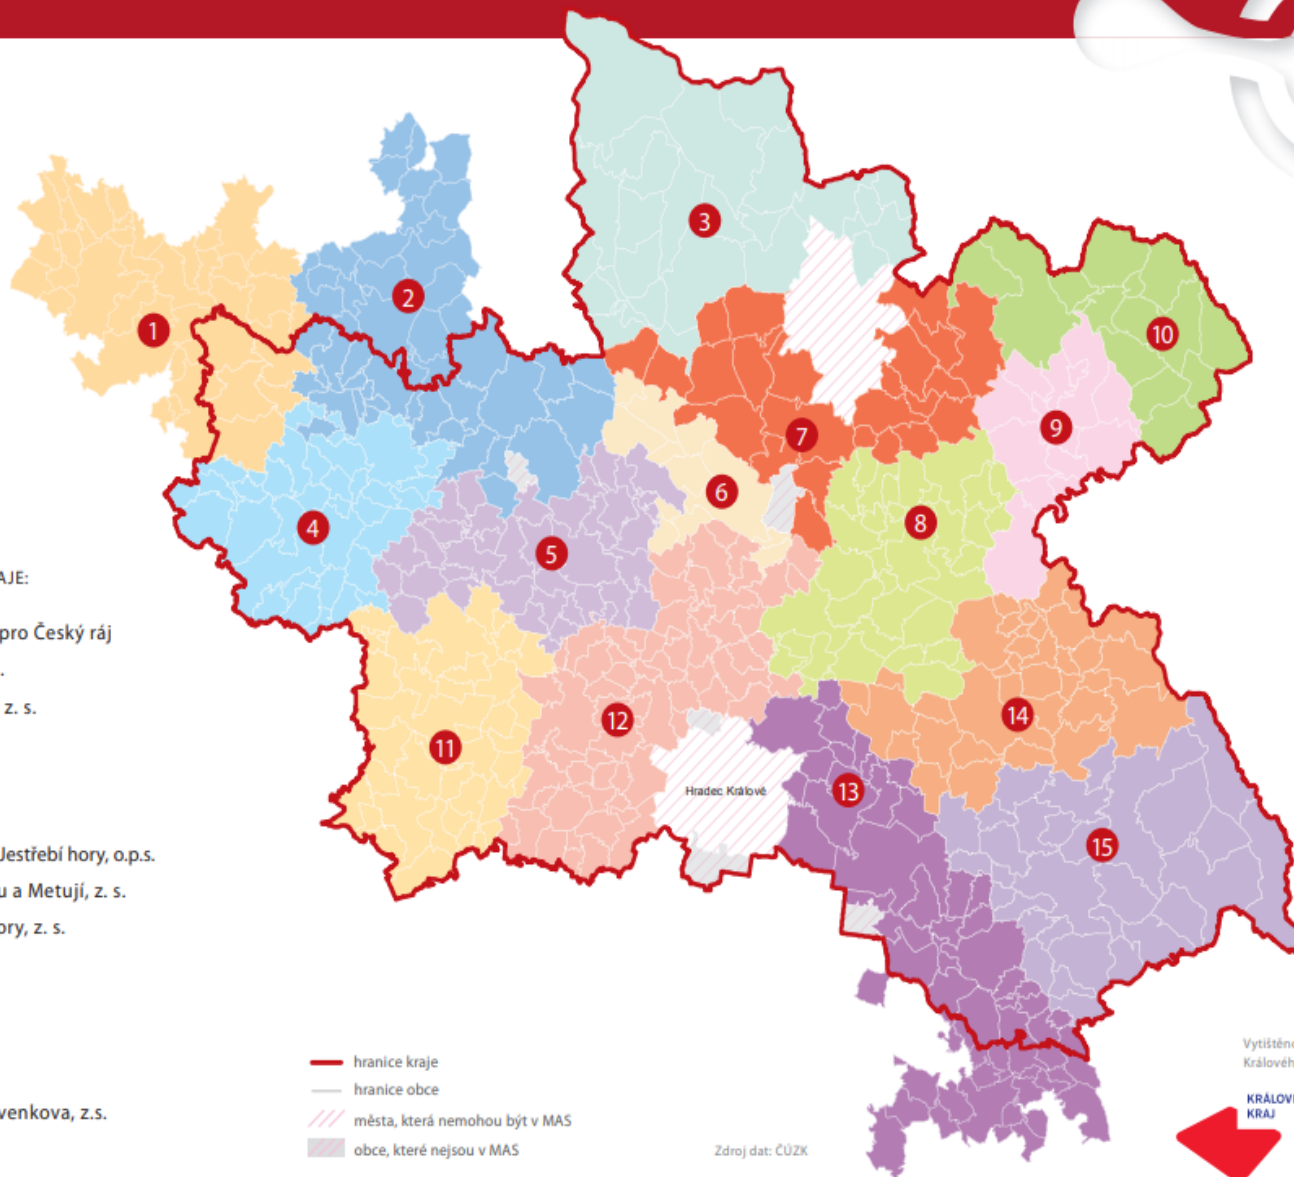 3
2
1
10
9
7
6
4
8
5
14
12
11
Hradec Králové
13
15
AJE:
pro Český ráj
.
z. s.
Jestřebí hory, o.p.s.
u a Metují, z. s.
ory, z. s.
venkova, z.s.
hranice kraje
hranice obce
města, která nemohou být v MAS
obce, které nejsou v MAS
Zdroj dat: ČÚZK
Vytištěno
Králové
KRÁLOV
KRAJ